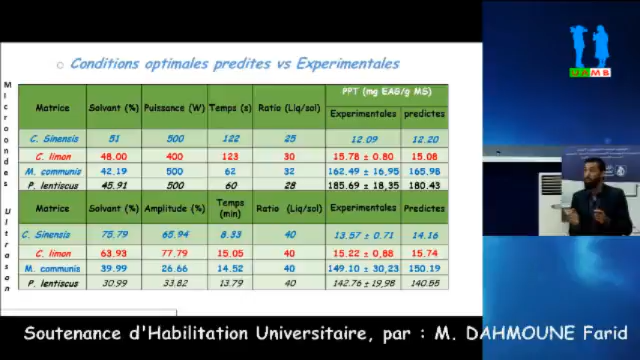 Conditions optimales predites vs Experimentales
Microondes
Matrice Solvant (%) Puissance (W) Temps (s) Ratio (Liq/sol) PPT (mg EAG/g MS)
Experimentales predictes
C. Sinensis 51 500 122 25 12.09 12.20
C. limon 48.00 400 123 30 15.78 ± 0.80 15.08
M. communis 42.19 500 62 32 162.49 ± 16,95 165.98
P. lentiscus 45.91 500 60 28 185.69 ± 18,35 180.43
Ultrason
Matrice Solvant (%) Amplitude (%) Temps (min) Ratio (Liq/sol) Experimentales Predictes
C. Sinensis 75.79 65.94 8.33 40 13.57 ± 0.71 14.16
C. limon 63.93 77.79 15.05 40 15.22 ± 0,88 15.74
M. communis 39.99 26.66 14.52 40 149.10 ± 30,23 150.19
P. lentiscus 30.99 33.82 13.79 40 142.76 ± 19,98 140.55
Soutenance d'Habilitation Universitaire, par : M. DAHMOUNE Farid